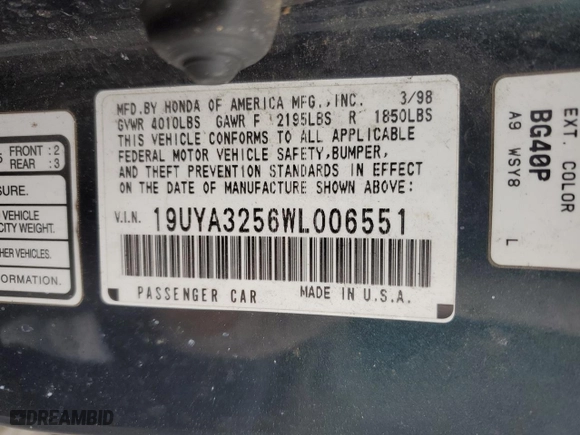 MFD.BY HONDA OF AMERICA MFG.,INC. 3/98
GVWR 4010LBS GAWR F 2195LBS R 1850LBS
THIS VEHICLE CONFORMS TO ALL APPLICABLE
FEDERAL MOTOR VEHICLE SAFETY,BUMPER,
AND THEFT PREVENTION STANDARDS IN EFFECT
ON THE DATE OF MANUFACTURE SHOWN ABOVE:
V.I.N. 19UYA3256WL006551
PASSENGER CAR MADE IN U.S.A.
FRONT : 2
REAR : 3
VEHICLE
CITY WEIGHT.
HER VEHICLES.
FORMATION.
EXT. COLOR
BG40P
A9 WSY8
L
DREAMBID